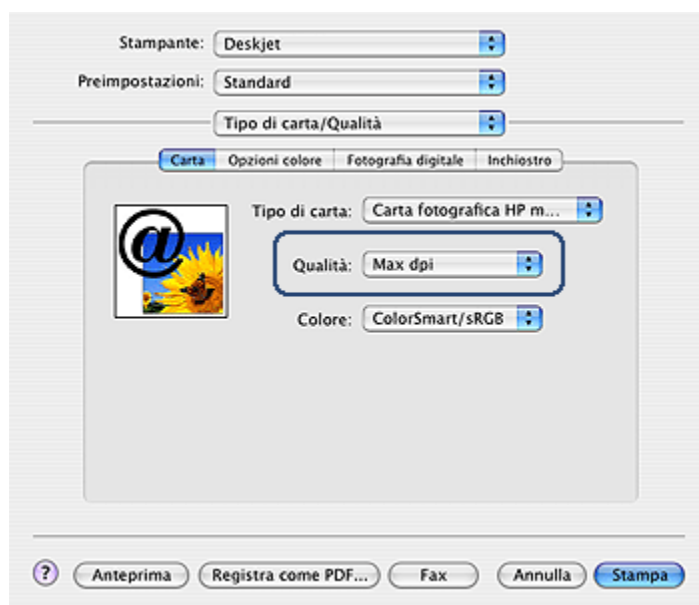 Stampante: Deskjet
Preimpostazioni: Standard
Tipo di carta/Qualità
Carta Opzioni colore Fotografia digitale Inchiostro
Tipo di carta: Carta fotografica HP m...
@
Qualità: Max dpi
Colore: ColorSmart/sRGB
? Anteprima Registra come PDF... Fax Annulla Stampa